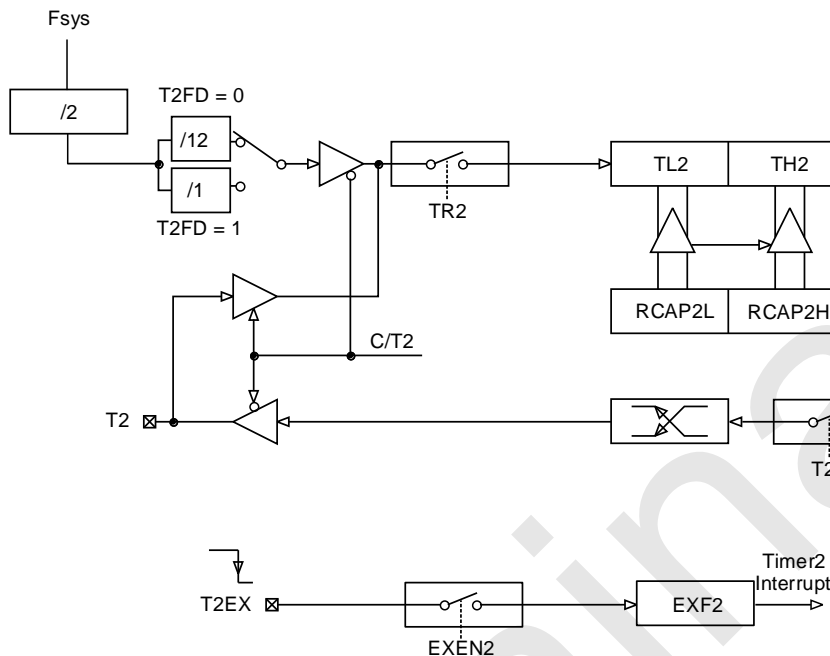 Fsys
/2
T2FD = 0
/12
/1
T2FD = 1
TR2
TL2
TH2
RCAP2L
RCAP2H
C/T2
T2
T2EX
EXEN2
EXF2
Timer2
Interrupt